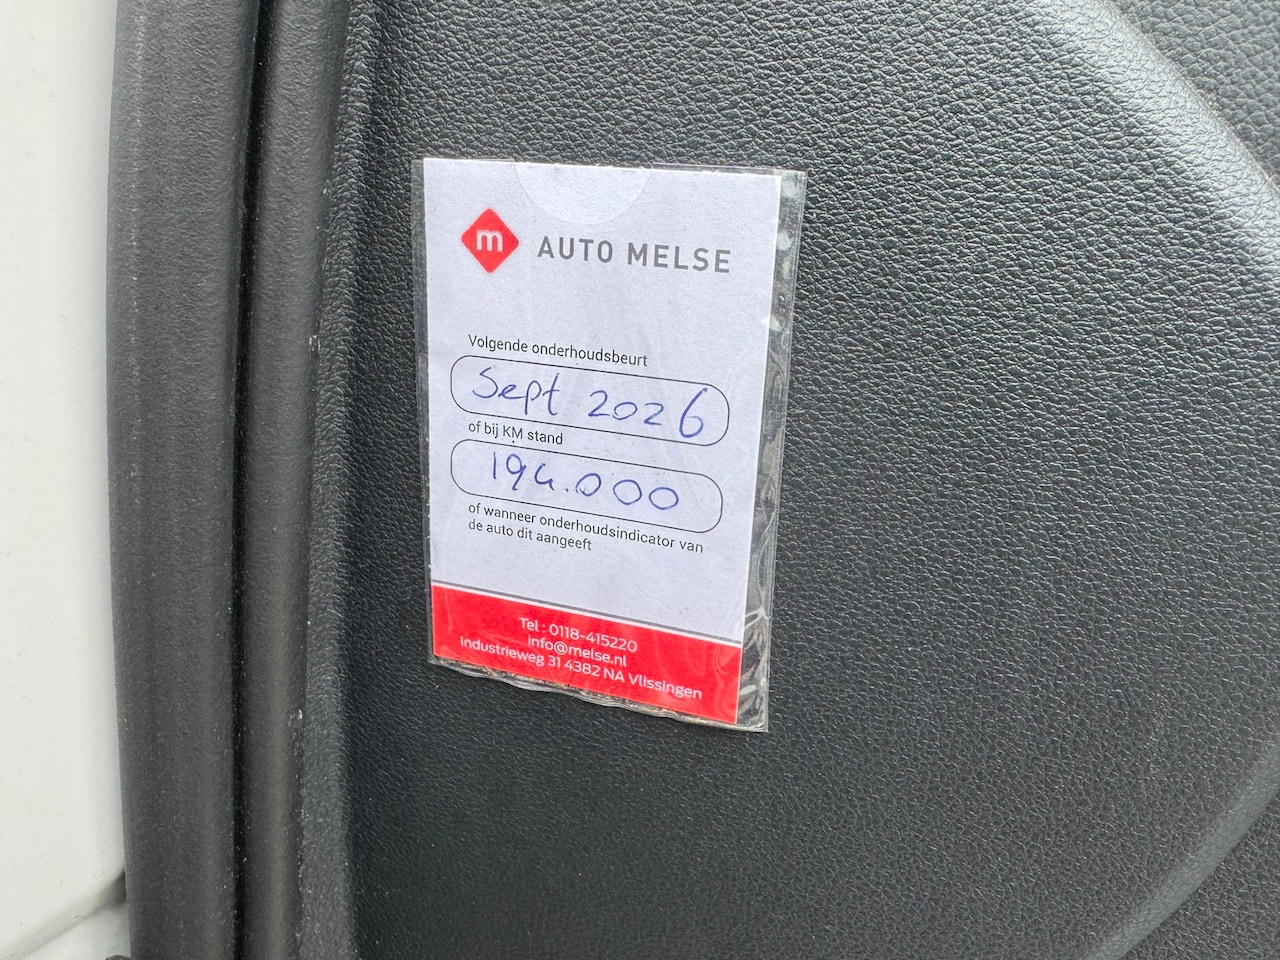 m AUTO MELSE
Volgende onderhoudsbeurt
Sept 2026
of bij KM stand
194.000
of wanneer onderhoudsindicator van
de auto dit aangeeft
Tel : 0118-415220
info@melse.nl
Industrieweg 31 4382 NA Vlissingen